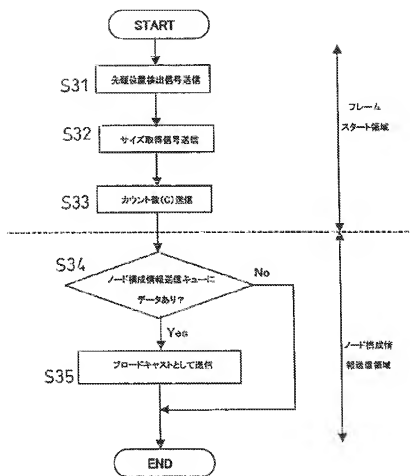 START
S31
先頭位置検出信号送信
S32
サイズ取得信号送信
S33
カウント数(C)送信
フレーム
スタート領域
S34
ノード構成情報送信キューに
データあり?
No
Yes
S35
ブロードキャストとして送信
ノード構成情
報送信領域
END